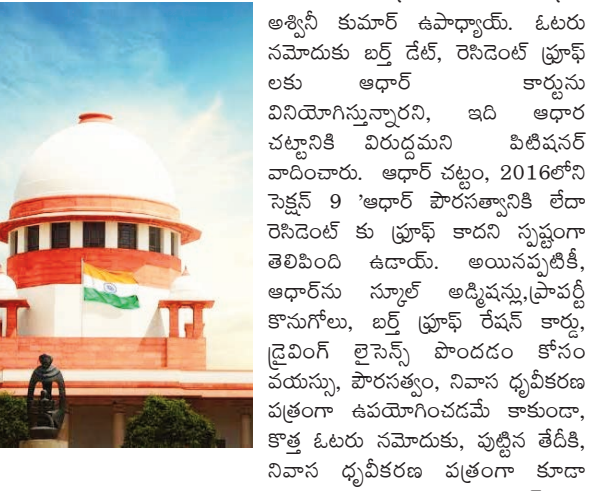 అశ్విని కుమార్ ఉపాధ్యాయ్. ఓటరు
నమోదుకు బర్త్ డేట్, రెసిడెంట్ ఫ్రూఫ్
లకు ఆధార్ కార్డును
వినియోగిస్తున్నారని, ఇది ఆధార
చట్టానికి విరుద్దమని పిటిషనర్
వాదించారు. ఆధార్ చట్టం, 2016లోని
సెక్షన్ 9 'ఆధార్ పౌరసత్వానికి లేదా
రెసిడెంట్ కు ఫ్రూఫ్ కాదని స్పష్టంగా
తెలిపింది ఉడాయ్. అయినప్పటికీ,
ఆధార్‌ను స్కూల్ అడ్మిషన్లు,ప్రాపర్టీ
కొనుగోలు, బర్త్ ఫ్రూఫ్ రేషన్ కార్డు,
డ్రైవింగ్ లైసెన్స్ పొందడం కోసం
వయస్సు, పౌరసత్వం, నివాస ధృవీకరణ
పత్రంగా ఉపయోగించడమే కాకుండా,
కొత్త ఓటరు నమోదుకు, పుట్టిన తేదీకి,
నివాస ధృవీకరణ పత్రంగా కూడా